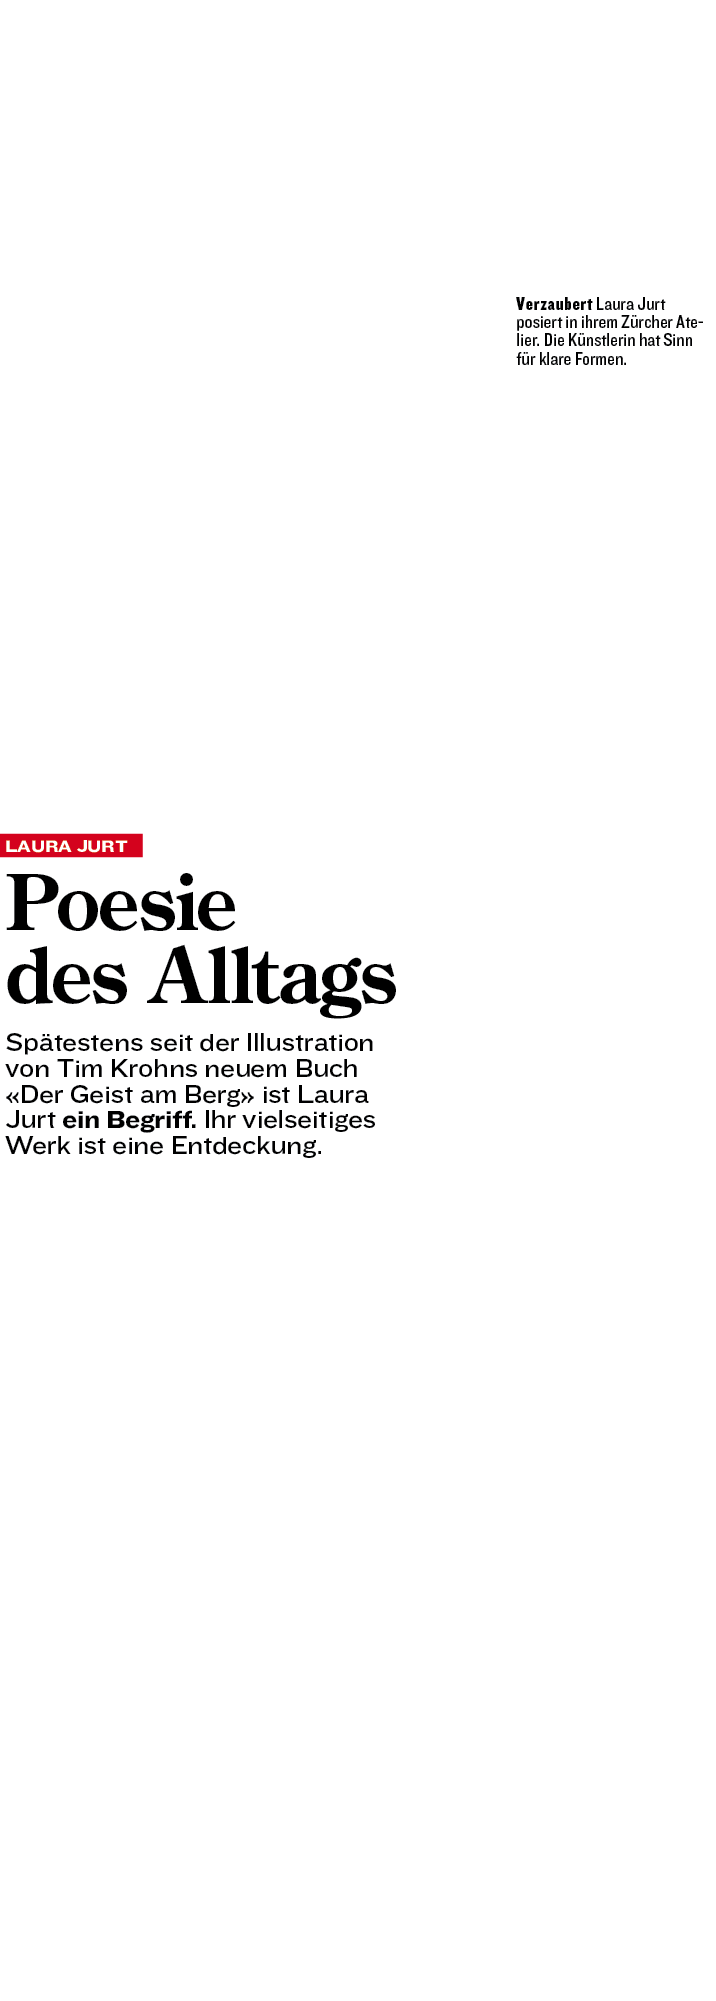 Verzaubert Laura Jurt
posiert in ihrem Zürcher Ate-
lier. Die Künstlerin hat Sinn
für klare Formen.
LAURA JURT
Poesie
des Alltags
Spätestens seit der Illustration
von Tim Krohns neuem Buch
«Der Geist am Berg» ist Laura
Jurt ein Begriff. Ihr vielseitiges
Werk ist eine Entdeckung.